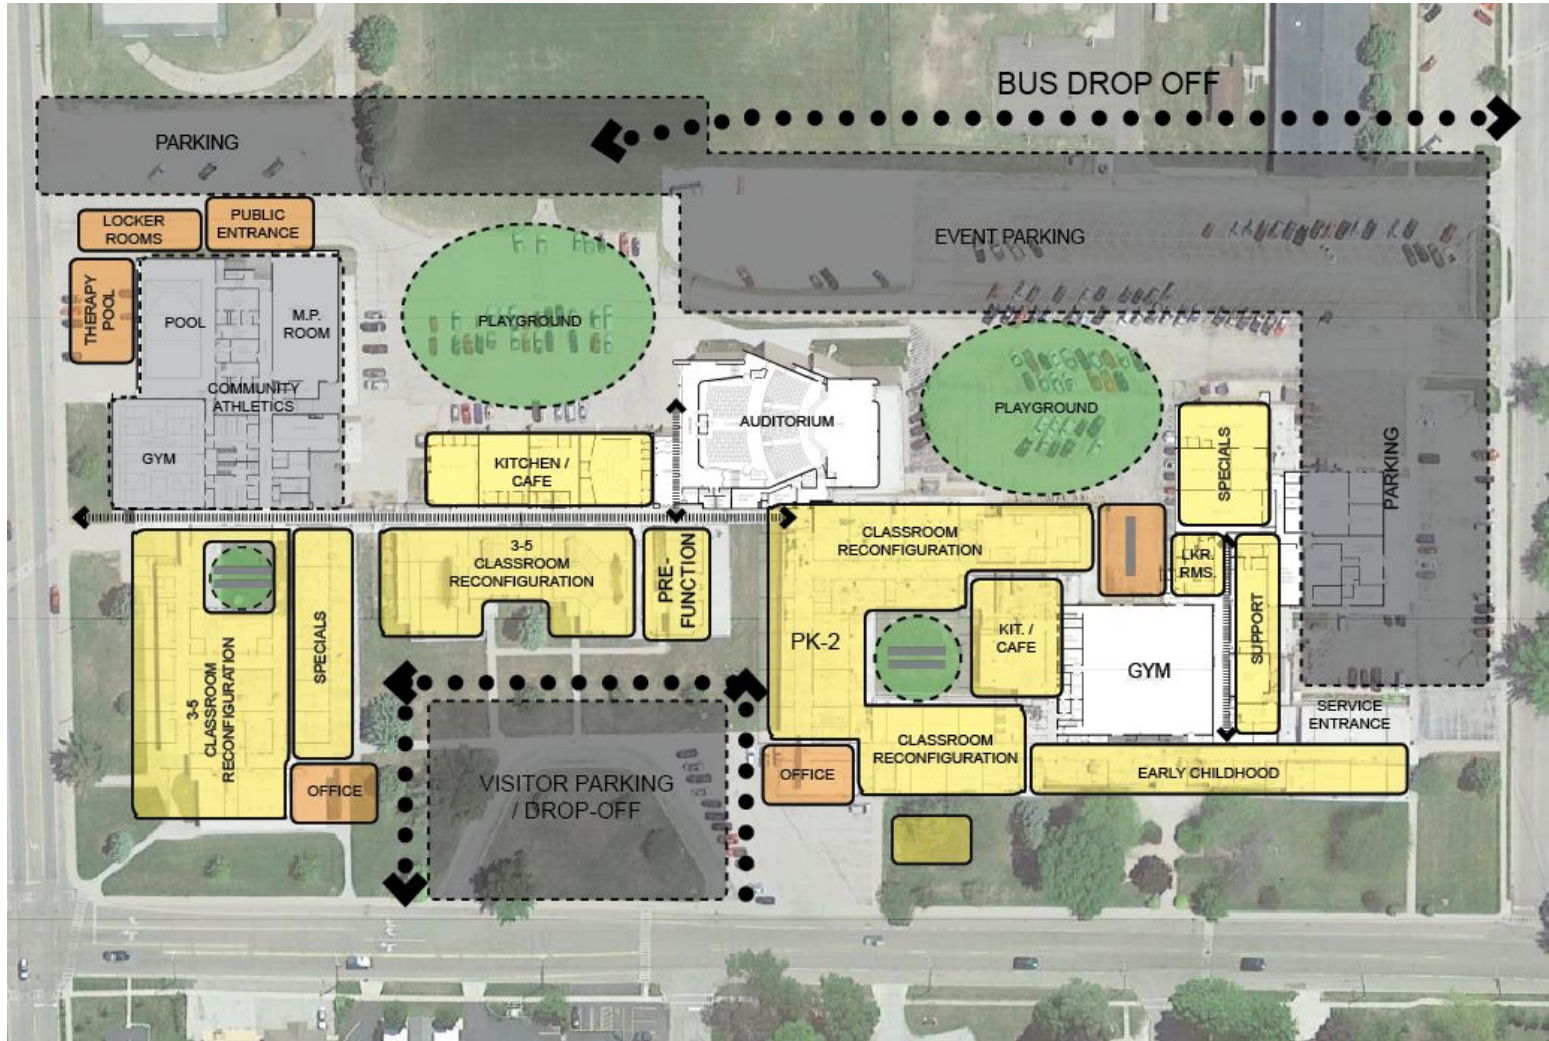 BUS DROP OFF
PARKING
LOCKER
ROOMS
PUBLIC
ENTRANCE
EVENT PARKING
THERAPY
POOL
POOL
M.P.
ROOM
PLAYGROUND
COMMUNITY
ATHLETICS
GYM
AUDITORIUM
PLAYGROUND
KITCHEN /
CAFE
SPECIALS
PARKING
3-5
CLASSROOM
RECONFIGURATION
PRE-
FUNCTION
CLASSROOM
RECONFIGURATION
LKR.
RMS.
PK-2
KIT. /
CAFE
GYM
SUPPORT
SPECIALS
3-5
CLASSROOM
RECONFIGURATION
SERVICE
ENTRANCE
OFFICE
VISITOR PARKING
/ DROP-OFF
OFFICE
CLASSROOM
RECONFIGURATION
EARLY CHILDHOOD